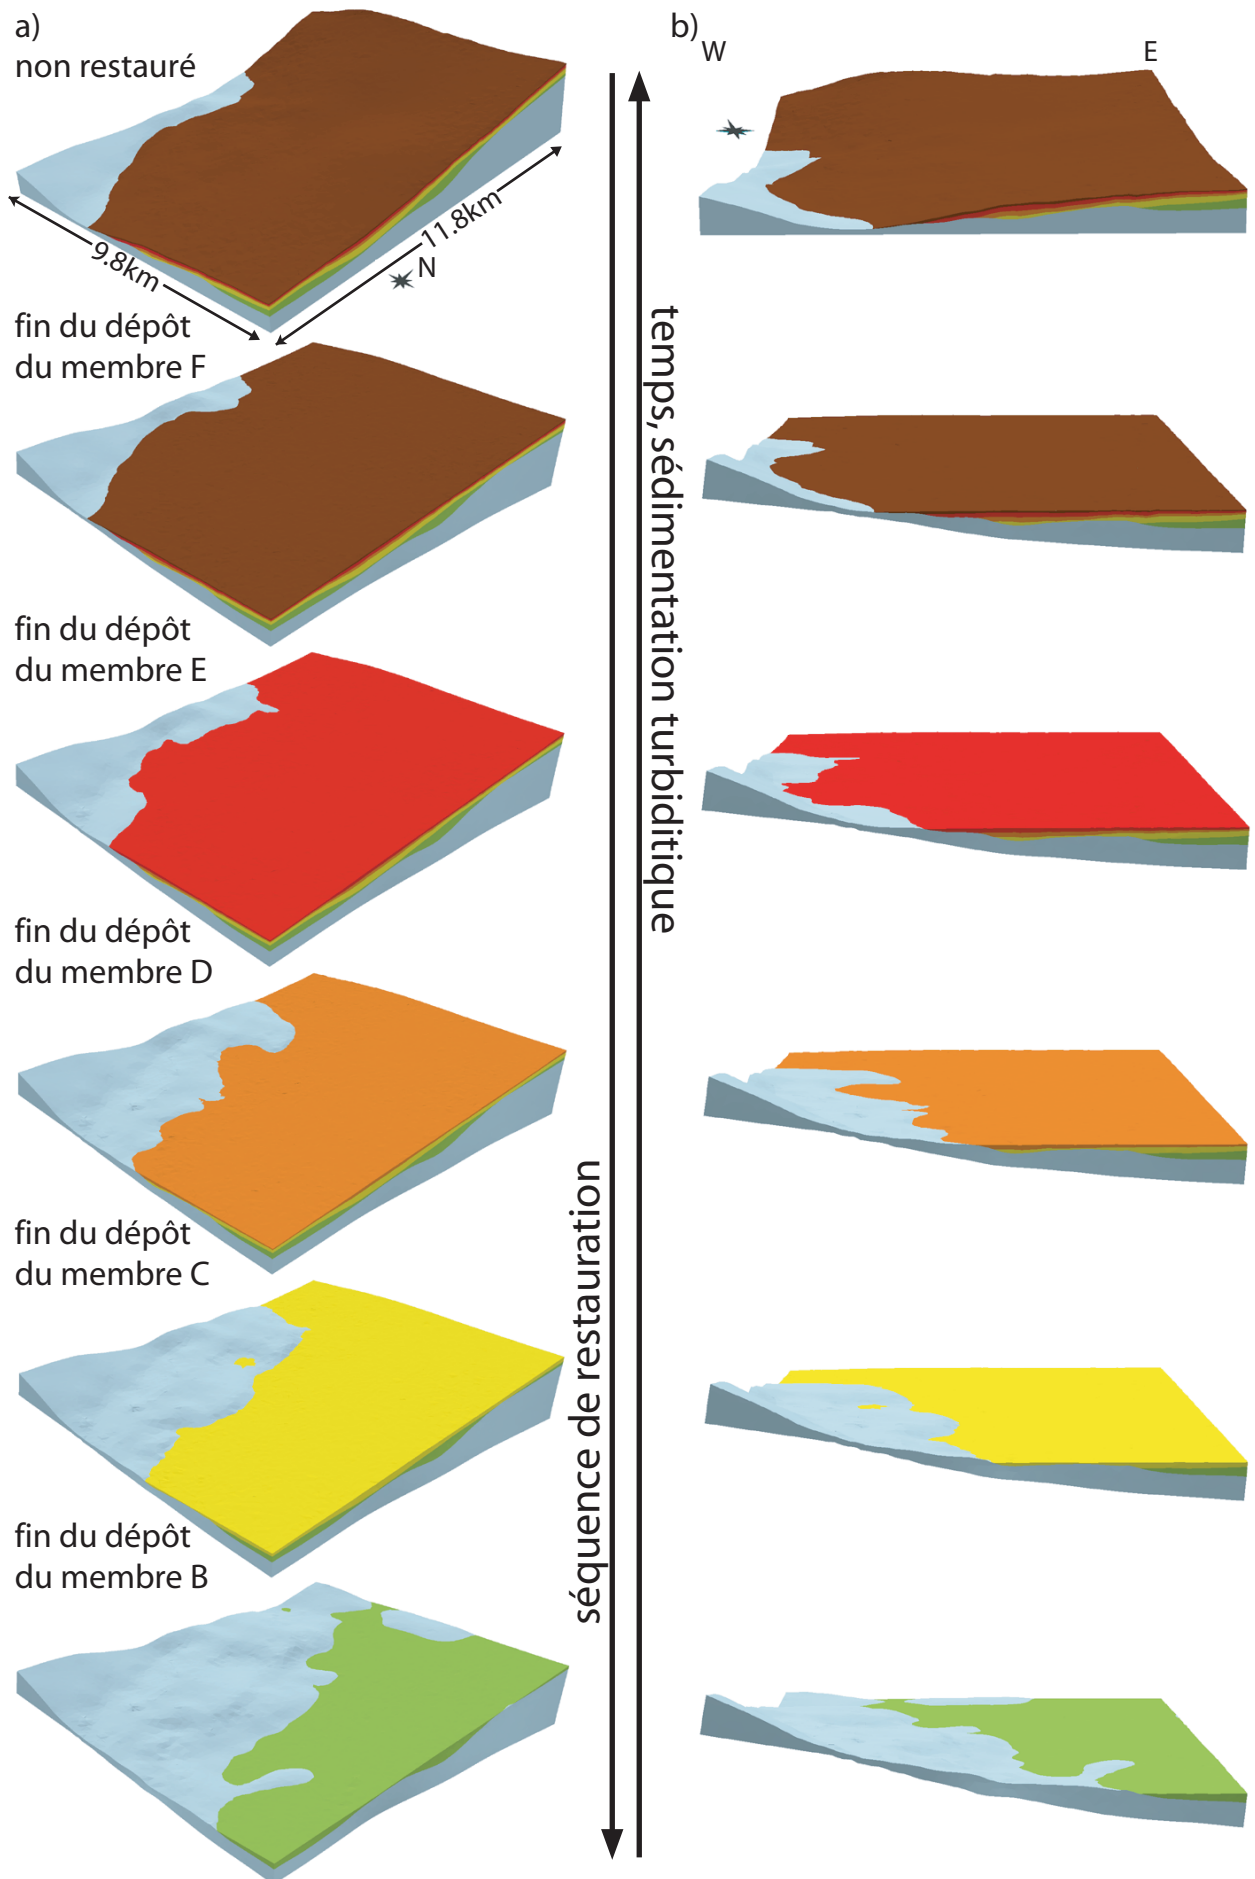 a)
non restauré
9.8km
11.8km
N
fin du dépôt
du membre F
fin du dépôt
du membre E
fin du dépôt
du membre D
fin du dépôt
du membre C
fin du dépôt
du membre B
séquence de restauration
temps, sédimentation turbiditique
b)
W
E